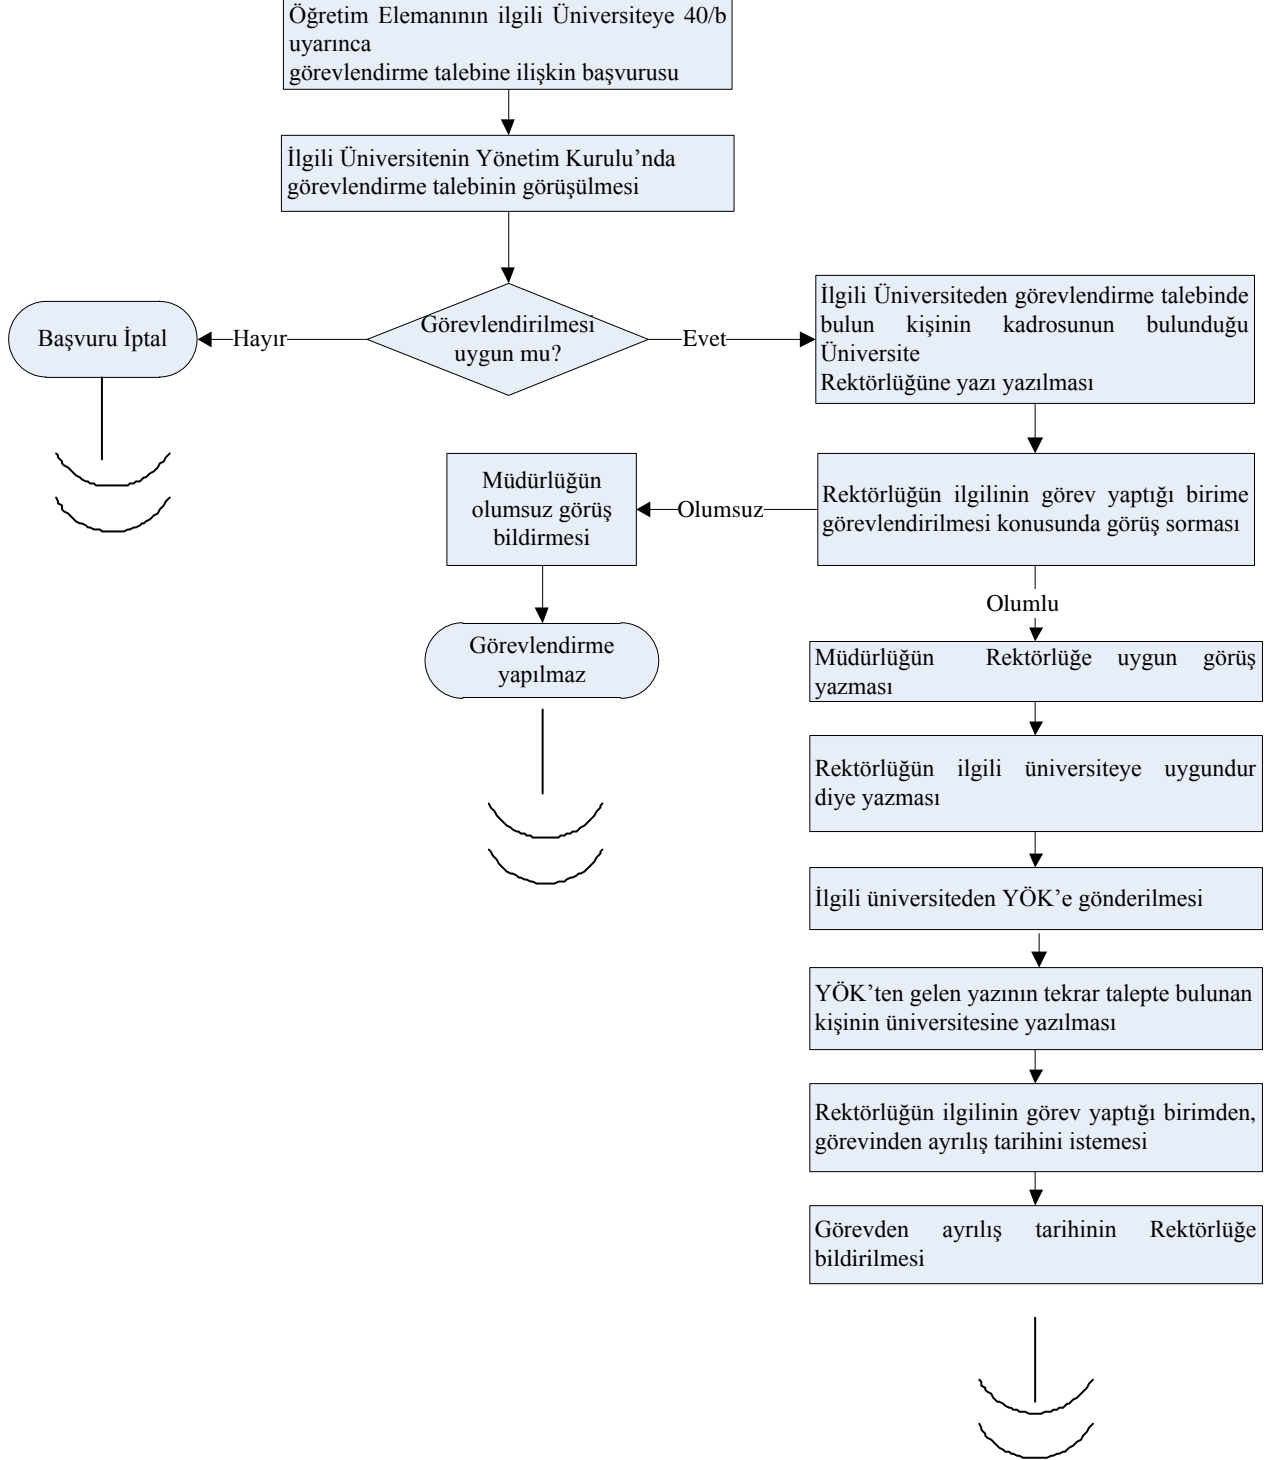 Öğretim Elemanının ilgili Üniversiteye 40/b
uyarınca
görevlendirme talebine ilişkin başvurusu
İlgili Üniversitenin Yönetim Kurulu’nda
görevlendirme talebinin görüşülmesi
Görevlendirilmesi
uygun mu?
Hayır
Başvuru İptal
Evet
İlgili Üniversiteden görevlendirme talebinde
bulun kişinin kadrosunun bulunduğu
Üniversite
Rektörlüğüne yazı yazılması
Rektörlüğün ilgilinin görev yaptığı birime
görevlendirilmesi konusunda görüş sorması
Olumsuz
Müdürlüğün
olumsuz görüş
bildirmesi
Görevlendirme
yapılmaz
Olumlu
Müdürlüğün Rektörlüğe uygun görüş
yazması
Rektörlüğün ilgili üniversiteye uygundur
diye yazması
İlgili üniversiteden YÖK’e gönderilmesi
YÖK’ten gelen yazının tekrar talepte bulunan
kişinin üniversitesine yazılması
Rektörlüğün ilgilinin görev yaptığı birimden,
görevinden ayrılış tarihini istemesi
Görevden ayrılış tarihinin Rektörlüğe
bildirilmesi